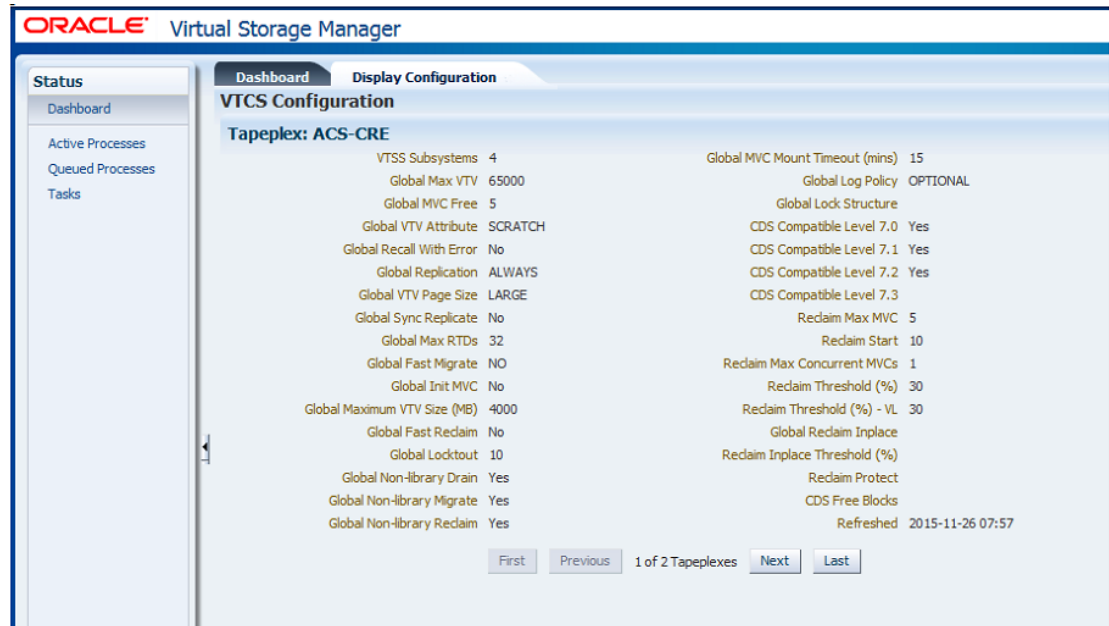 ORACLE Virtual Storage Manager
Status
Dashboard
Active Processes
Queued Processes
Tasks
Dashboard Display Configuration
VTCS Configuration
Tapeplex: ACS-CRE
VTSS Subsystems 4 Global MVC Mount Timeout (mins) 15
Global Max VTV 65000 Global Log Policy OPTIONAL
Global MVC Free 5 Global Lock Structure
Global VTV Attribute SCRATCH CDS Compatible Level 7.0 Yes
Global Recall With Error No CDS Compatible Level 7.1 Yes
Global Replication ALWAYS CDS Compatible Level 7.2 Yes
Global VTV Page Size LARGE CDS Compatible Level 7.3
Global Sync Replicate No Reclaim Max MVC 5
Global Max RTDs 32 Reclaim Start 10
Global Fast Migrate NO Reclaim Max Concurrent MVCs 1
Global Init MVC No Reclaim Threshold (%) 30
Global Maximum VTV Size (MB) 4000 Reclaim Threshold (%) - VL 30
Global Fast Reclaim No Global Reclaim Inplace
Global Locktout 10 Reclaim Inplace Threshold (%)
Global Non-library Drain Yes Reclaim Protect
Global Non-library Migrate Yes CDS Free Blocks
Global Non-library Reclaim Yes Refreshed 2015-11-26 07:57
First Previous 1 of 2 Tapeplexes Next Last